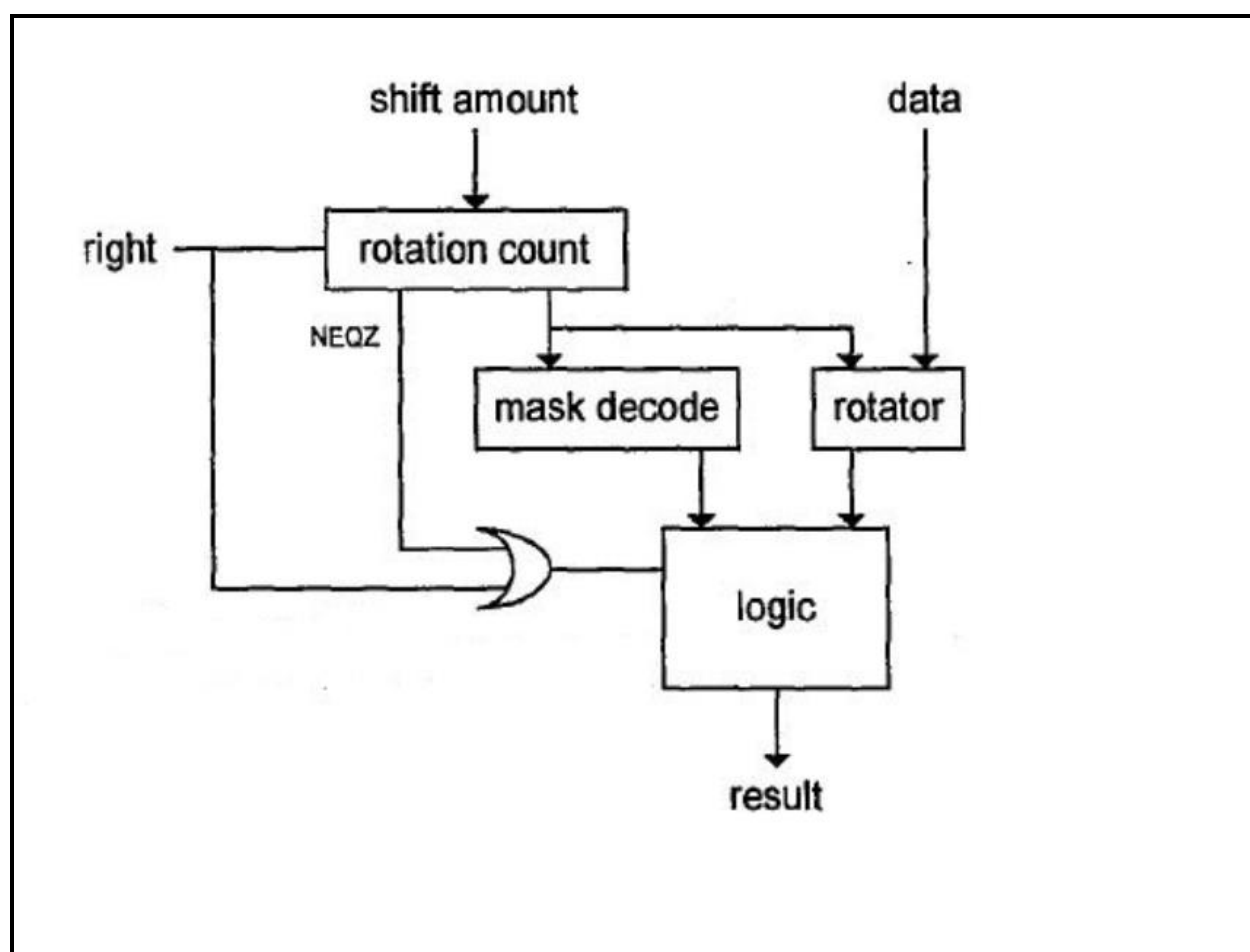 shift amount
data
right
rotation count
NEQZ
mask decode
rotator
logic
result